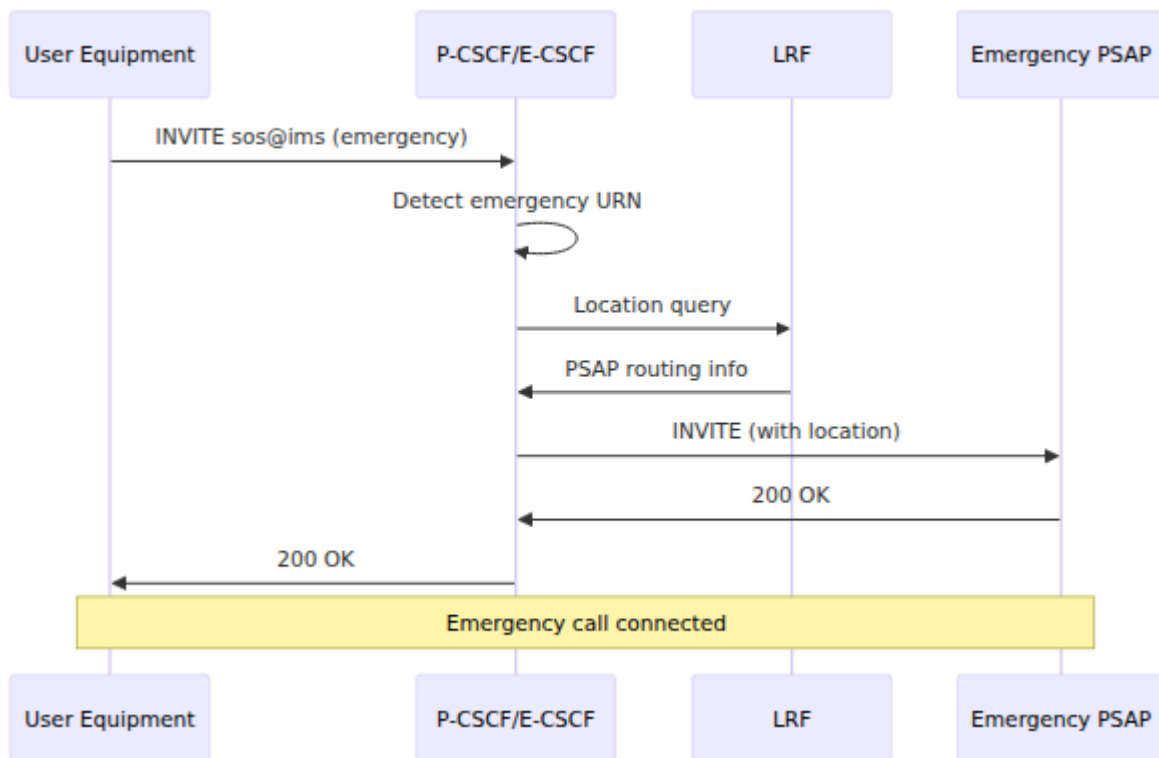 User Equipment
P-CSCF/E-CSCF
LRF
Emergency PSAP
INVITE sos@ims (emergency)
Detect emergency URN
Location query
PSAP routing info
INVITE (with location)
200 OK
200 OK
Emergency call connected
User Equipment
P-CSCF/E-CSCF
LRF
Emergency PSAP